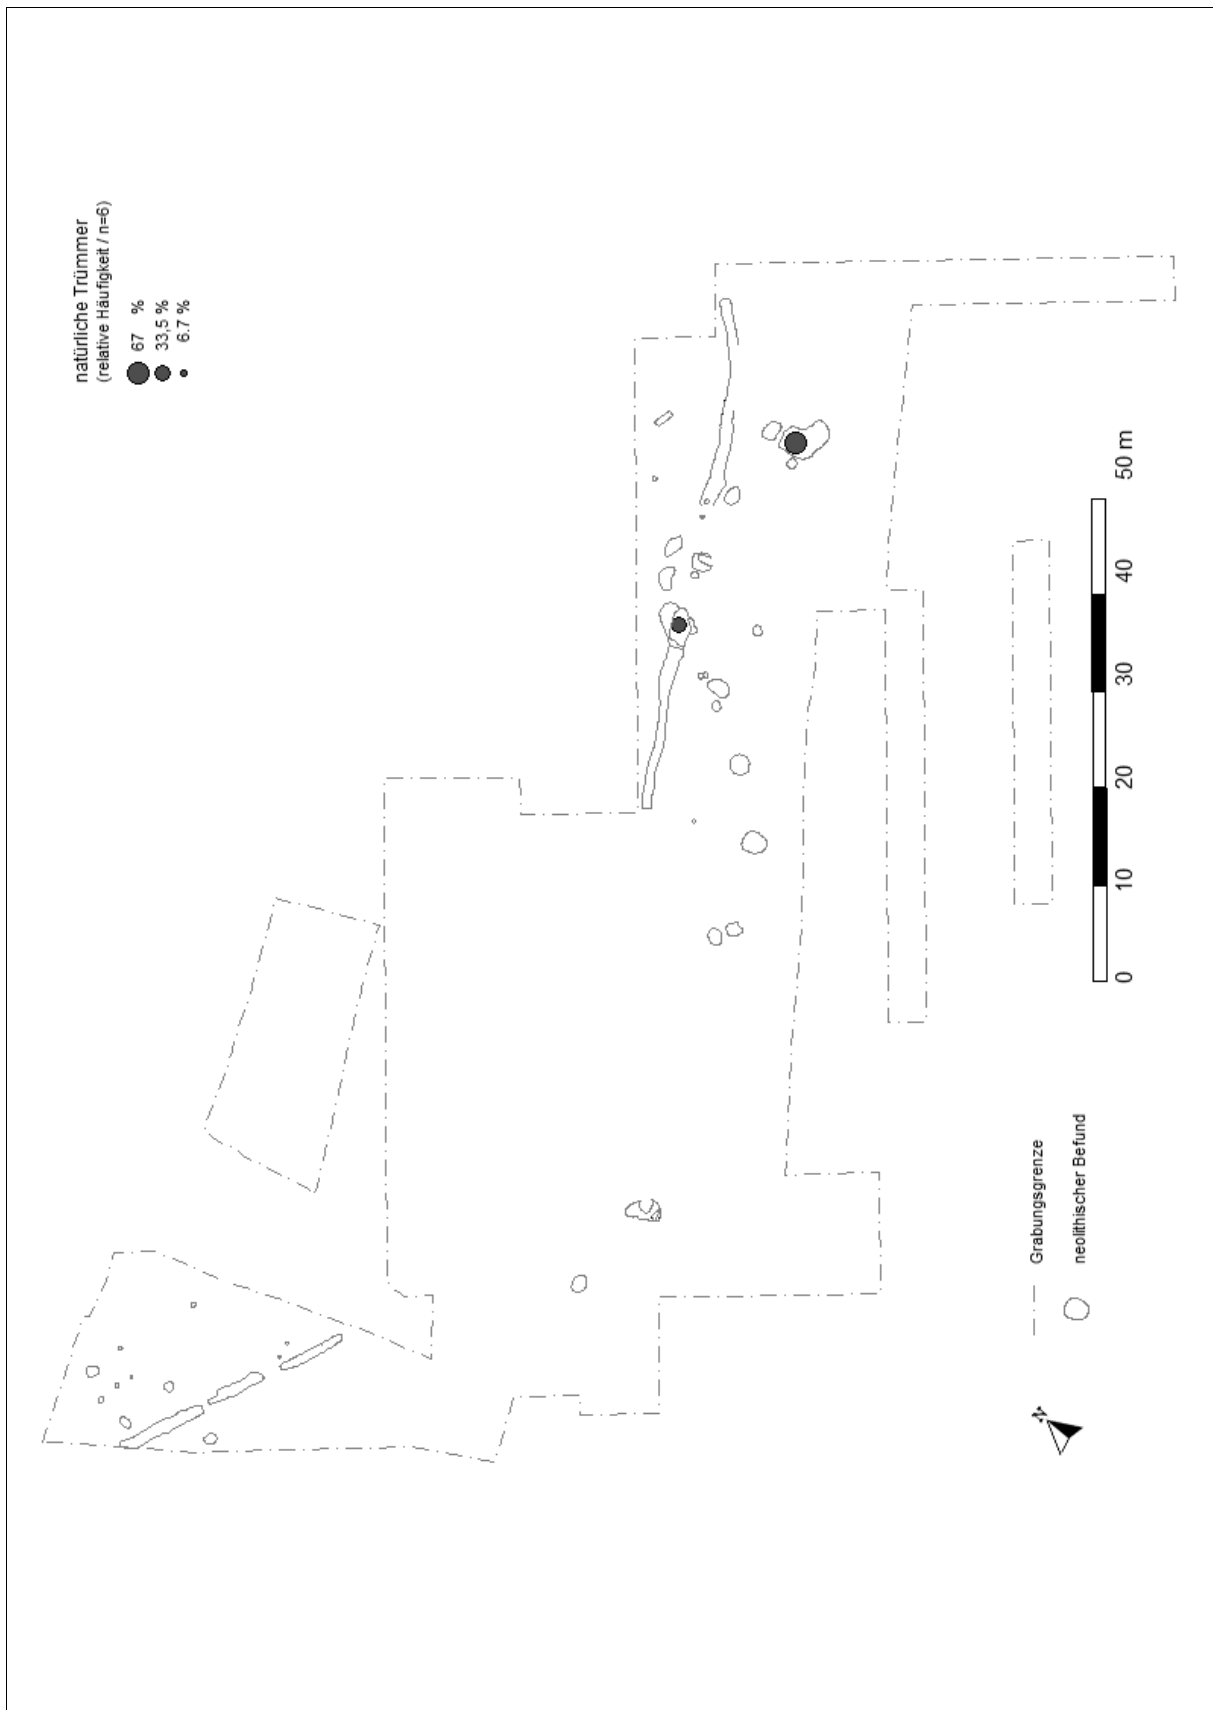 natürliche Trümmer
(relative Häufigkeit / n=6)
67 %
33,5 %
6.7 %
0 10 20 30 40 50 m
Grabungsgrenze
neolithischer Befund
N